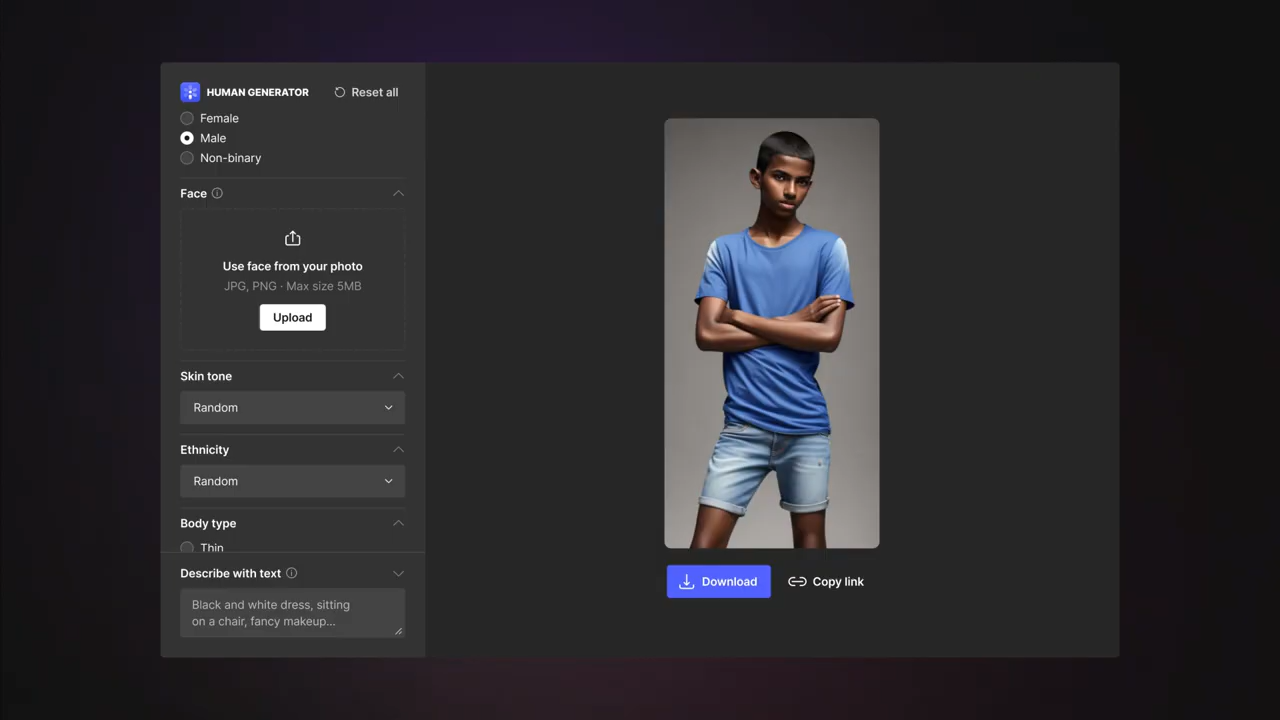 HUMAN GENERATOR
Reset all
Female
Male
Non-binary
Face
Use face from your photo
JPG, PNG · Max size 5MB
Upload
Skin tone
Random
Ethnicity
Random
Body type
Thin
Describe with text
Black and white dress, sitting
on a chair, fancy makeup...
Download
Copy link